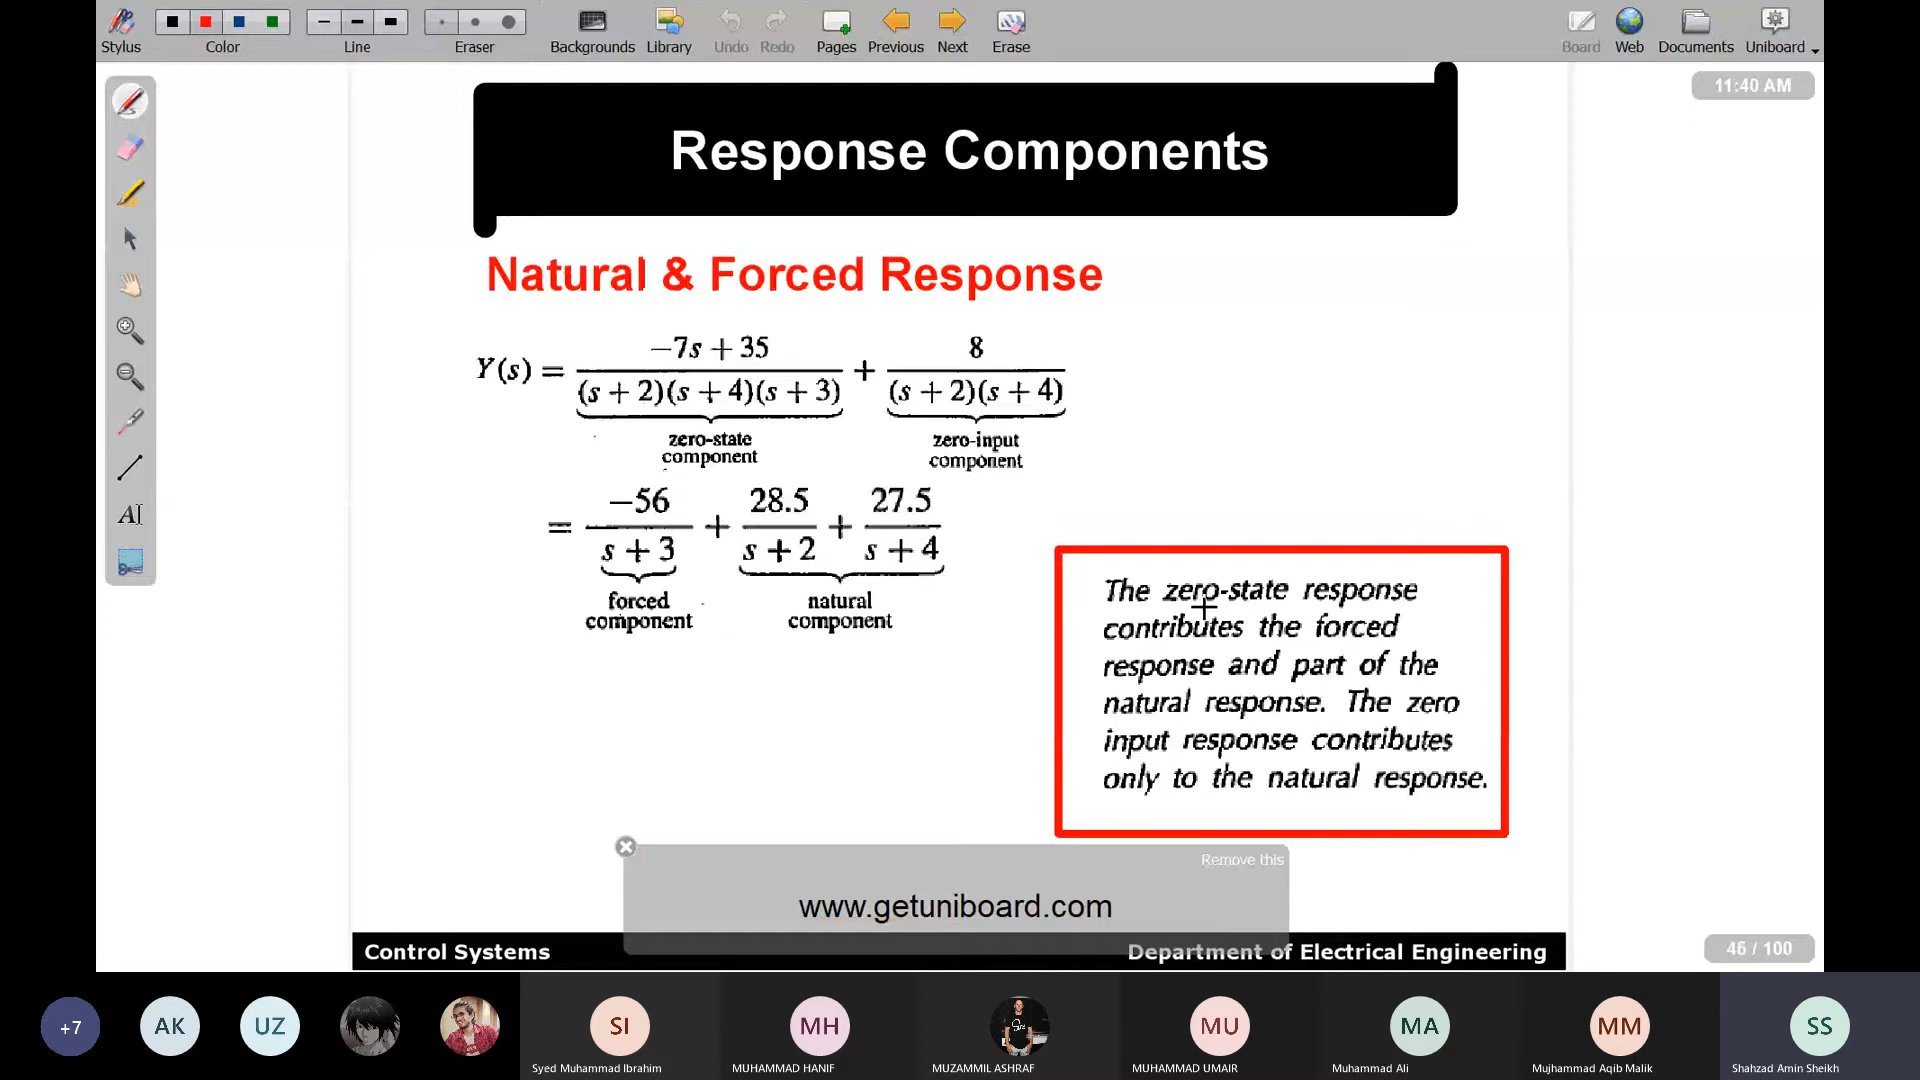 Stylus
Color
Line
Eraser
Backgrounds
Library
Undo
Redo
Pages
Previous
Next
Erase
Board
Web
Documents
Uniboard
11:40 AM
Response Components
Natural & Forced Response
Y(s) = −7s + 35 / (s + 2)(s + 4)(s + 3) + 8 / (s + 2)(s + 4)
zero-state
component
zero-input
component
= −56 / s + 3 + 28.5 / s + 2 + 27.5 / s + 4
forced
component
natural
component
The zero-state response
contributes the forced
response and part of the
natural response. The zero
input response contributes
only to the natural response.
Remove this
www.getuniboard.com
Control Systems
Department of Electrical Engineering
46 / 100
+7
AK
UZ
SI
MH
MU
MA
MM
SS
Syed Muhammad Ibrahim
MUHAMMAD HANIF
MUZAMMIL ASHRAF
MUHAMMAD UMAIR
Muhammad Ali
Mujhammad Aqib Malik
Shahzad Amin Sheikh